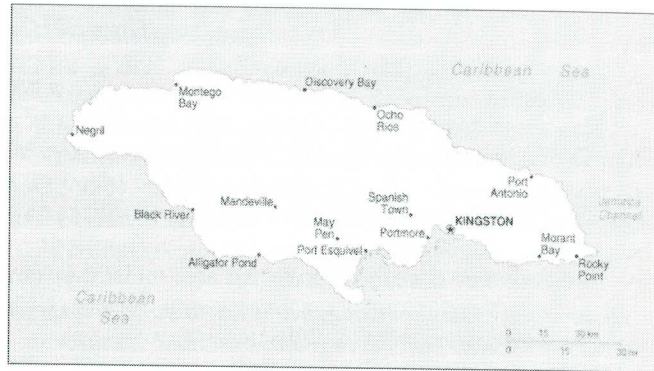 Caribbean Sea
Discovery Bay
Montego
Bay
Ocho
Rios
Negril
Port
Antonio
Jamaica
Channel
Mandeville
Spanish
Town
Black River
KINGSTON
May
Pen
Portmore
Port Esquivel
Morant
Bay
Alligator Pond
Rocky
Point
Caribbean
Sea
0 15 30 km
0 15 30 mi